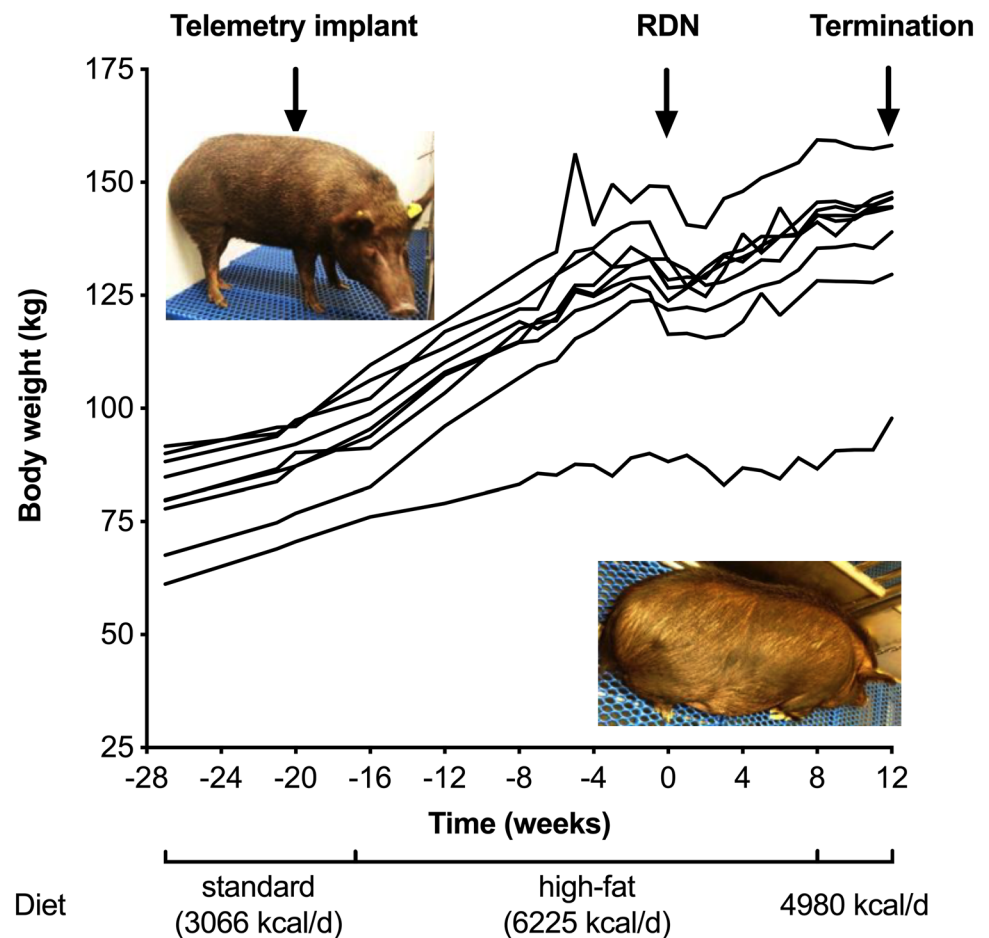 Telemetry implant
RDN
Termination
175
150
125
100
75
50
25
Body weight (kg)
-28 -24 -20 -16 -12 -8 -4 0 4 8 12
Time (weeks)
Diet
standard
(3066 kcal/d)
high-fat
(6225 kcal/d)
4980 kcal/d